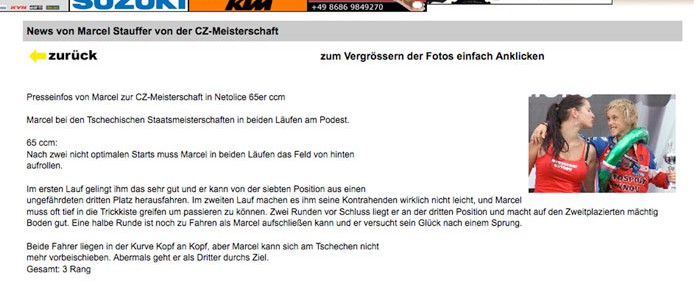 SUZUKI
KTM
+49 8686 9849270
News von Marcel Stauffer von der CZ-Meisterschaft
zurück
zum Vergrössern der Fotos einfach Anklicken
Presseinfos von Marcel zur CZ-Meisterschaft in Netolice 65er ccm
Marcel bei den Tschechischen Staatsmeisterschaften in beiden Läufen am Podest.
65 ccm:
Nach zwei nicht optimalen Starts muss Marcel in beiden Läufen das Feld von hinten
aufrollen.
Im ersten Lauf gelingt ihm das sehr gut und er kann von der siebten Position aus einen
ungefährdeten dritten Platz herausfahren. Im zweiten Lauf machen es ihm seine Kontrahenden wirklich nicht leicht, und Marcel
muss oft tief in die Trickkiste greifen um passieren zu können. Zwei Runden vor Schluss liegt er an der dritten Position und macht auf den Zweitplazierten mächtig
Boden gut. Eine halbe Runde ist noch zu Fahren als Marcel aufschließen kann und er versucht sein Glück nach einem Sprung.
Beide Fahrer liegen in der Kurve Kopf an Kopf, aber Marcel kann sich am Tschechen nicht
mehr vorbeischieben. Abermals geht er als Dritter durchs Ziel.
Gesamt: 3 Rang